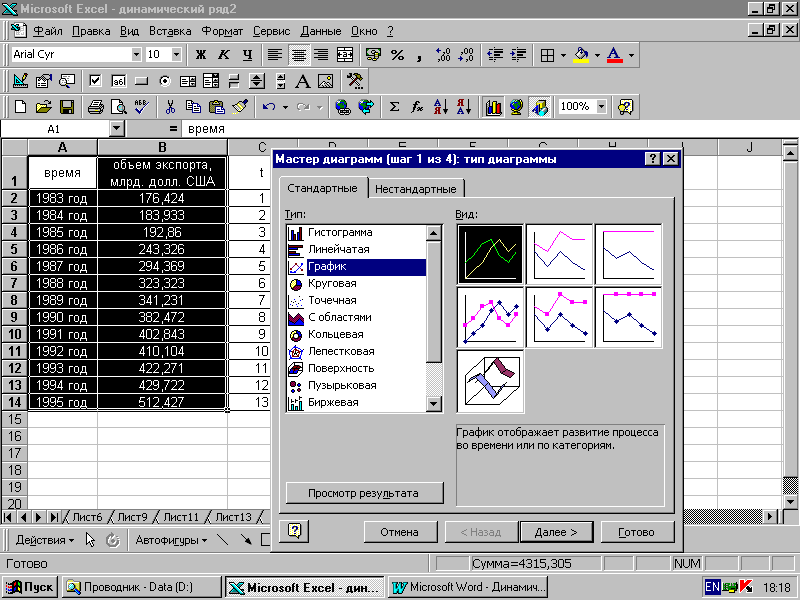 Microsoft Excel - динамический ряд2
Файл Правка Вид Вставка Формат Сервис Данные Окно ?
Arial Cyr 10 Ж К Ч
100%
A1 = время
A B C D E F G H I J
1 время объем экспорта, млрд. долл. США t
2 1983 год 176,424 1
3 1984 год 183,933 2
4 1985 год 192,86 3
5 1986 год 243,326 4
6 1987 год 294,369 5
7 1988 год 323,323 6
8 1989 год 341,231 7
9 1990 год 382,472 8
10 1991 год 402,843 9
11 1992 год 410,104 10
12 1993 год 422,271 11
13 1994 год 429,722 12
14 1995 год 512,427 13
15
16
17
18
19
20
Мастер диаграмм (шаг 1 из 4): тип диаграммы
Стандартные Нестандартные
Тип: Вид:
Гистограмма
Линейчатая
График
Круговая
Точечная
С областями
Кольцевая
Лепестковая
Поверхность
Пузырьковая
Биржевая
График отображает развитие процесса
во времени или по категориям.
Просмотр результата
Отмена < Назад Далее > Готово
Лист6 Лист9 Лист11 Лист13
Действия Автофигуры
Готово Сумма=4315,305 NUM
Пуск Проводник - Data (D:) Microsoft Excel - дин... Microsoft Word - Динамич... EN 18:18